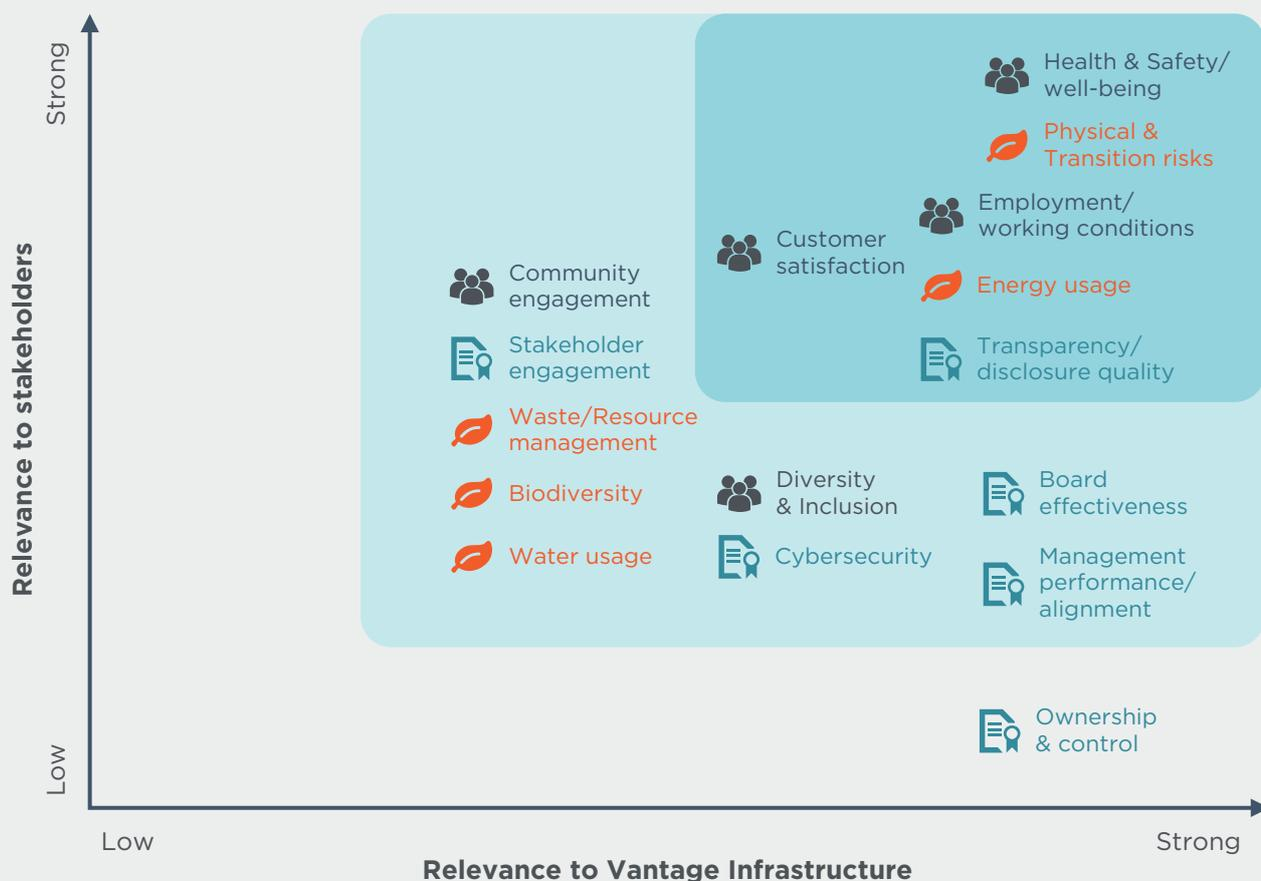 Strong
Relevance to stakeholders
Low
Health & Safety/
well-being
Physical &
Transition risks
Employment/
working conditions
Customer
satisfaction
Energy usage
Transparency/
disclosure quality
Community
engagement
Stakeholder
engagement
Waste/Resource
management
Biodiversity
Water usage
Diversity
& Inclusion
Cybersecurity
Board
effectiveness
Management
performance/
alignment
Ownership
& control
Low
Strong
Relevance to Vantage Infrastructure